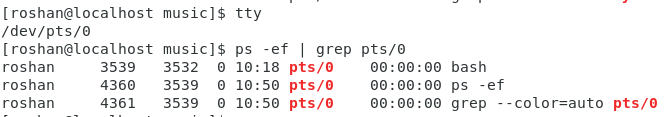 [roshan@localhost music]$ tty
/dev/pts/0
[roshan@localhost music]$ ps -ef | grep pts/0
roshan     3539   3532  0 10:18 pts/0    00:00:00 bash
roshan     4360   3539  0 10:50 pts/0    00:00:00 ps -ef
roshan     4361   3539  0 10:50 pts/0    00:00:00 grep --color=auto pts/0